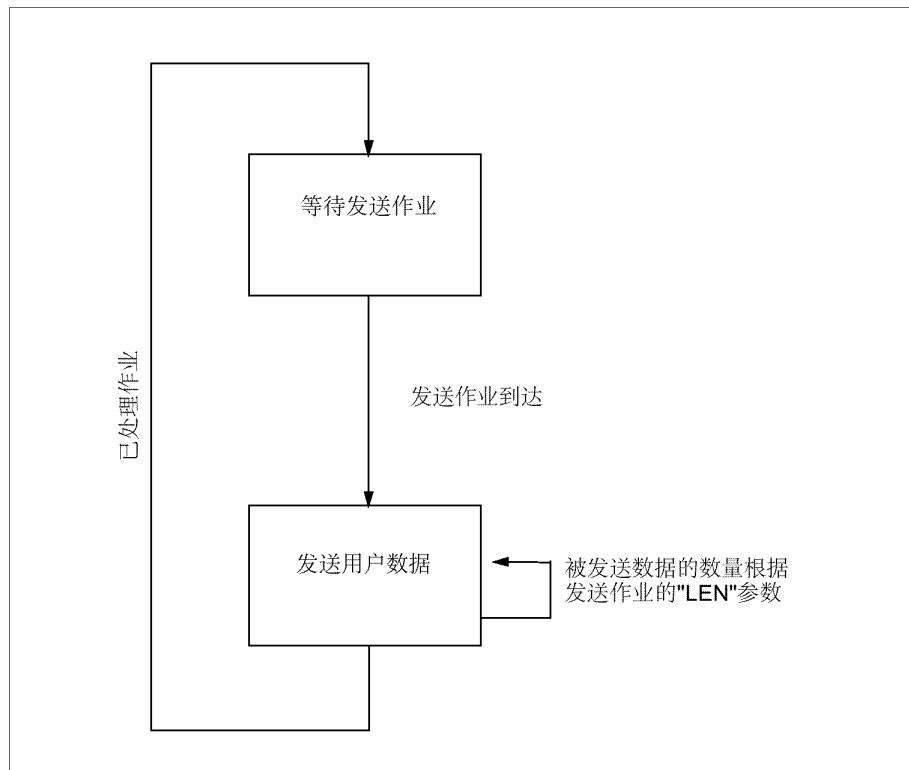 等待发送作业
发送作业到达
已处理作业
发送用户数据
被发送数据的数量根据
发送作业的"LEN"参数